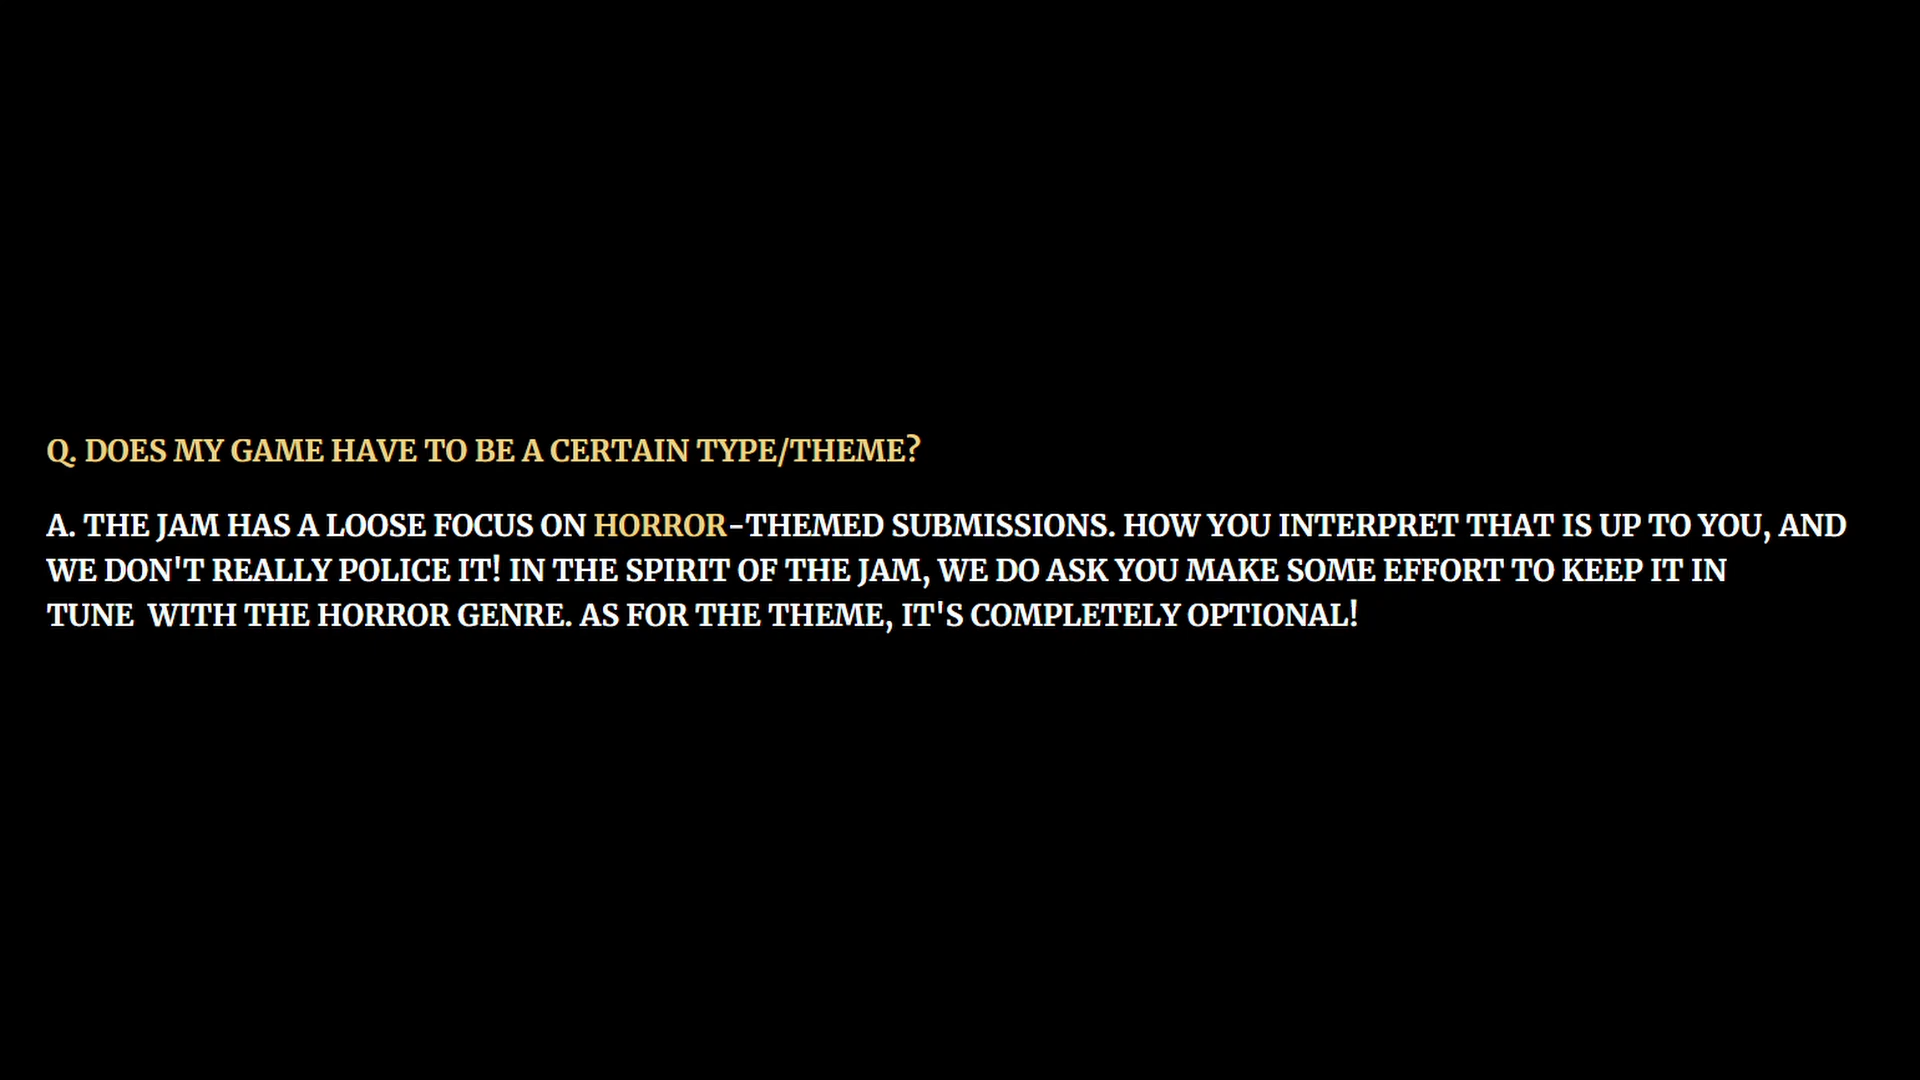 Q. DOES MY GAME HAVE TO BE A CERTAIN TYPE/THEME?
A. THE JAM HAS A LOOSE FOCUS ON HORROR-THEMED SUBMISSIONS. HOW YOU INTERPRET THAT IS UP TO YOU, AND
WE DON'T REALLY POLICE IT! IN THE SPIRIT OF THE JAM, WE DO ASK YOU MAKE SOME EFFORT TO KEEP IT IN
TUNE  WITH THE HORROR GENRE. AS FOR THE THEME, IT'S COMPLETELY OPTIONAL!